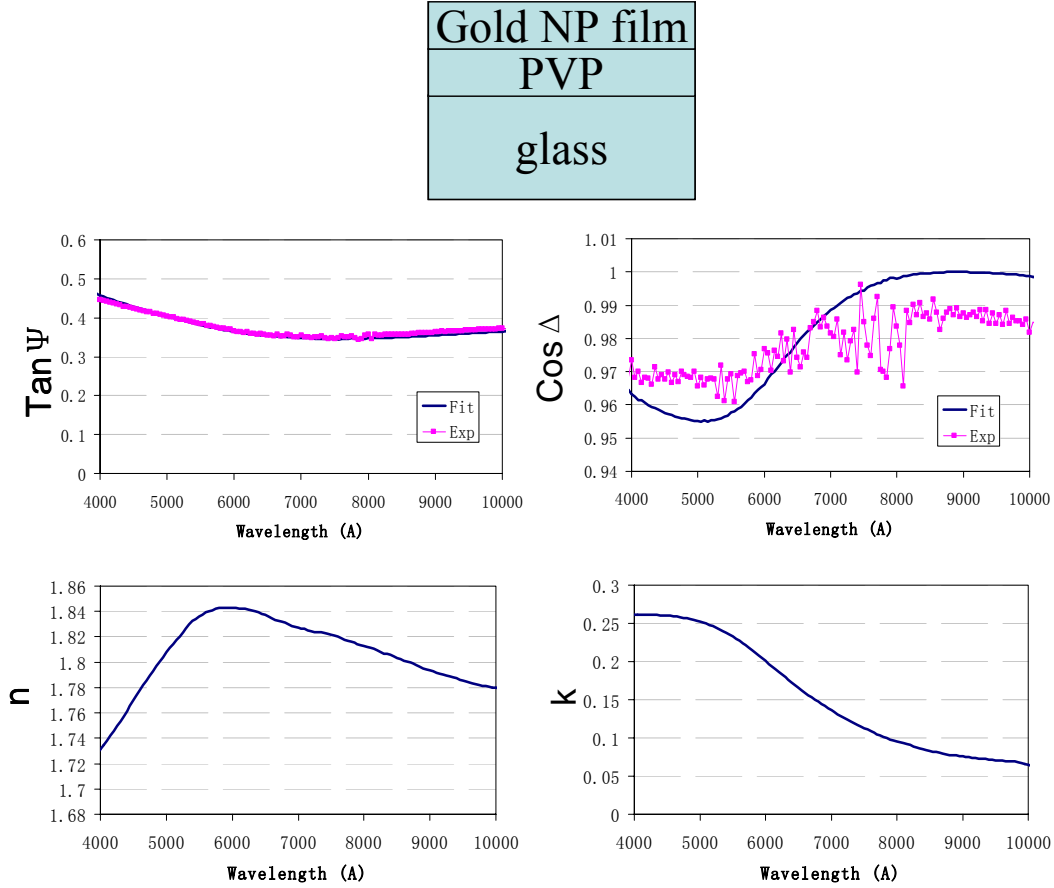 Gold NP film
PVP
glass
Tan Ψ
0.6
0.5
0.4
0.3
0.2
0.1
0
Fit
Exp
4000 5000 6000 7000 8000 9000 10000
Wavelength (A)
Cos Δ
1.01
1
0.99
0.98
0.97
0.96
0.95
0.94
Fit
Exp
4000 5000 6000 7000 8000 9000 10000
Wavelength (A)
n
1.86
1.84
1.82
1.8
1.78
1.76
1.74
1.72
1.7
1.68
4000 5000 6000 7000 8000 9000 10000
Wavelength (A)
k
0.3
0.25
0.2
0.15
0.1
0.05
0
4000 5000 6000 7000 8000 9000 10000
Wavelength (A)